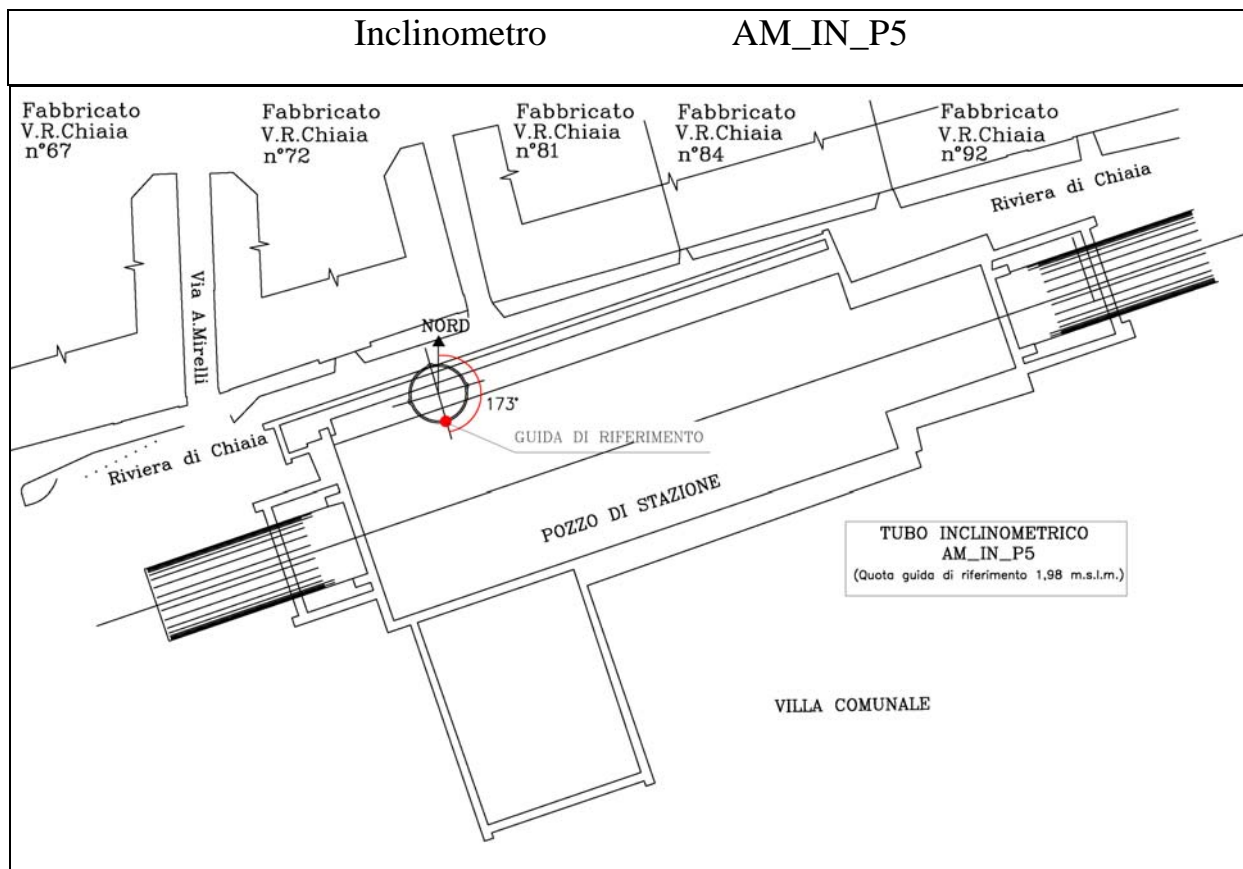 Inclinometro AM_IN_P5
Fabbricato
V.R.Chiaia
n°67
Fabbricato
V.R.Chiaia
n°72
Fabbricato
V.R.Chiaia
n°81
Fabbricato
V.R.Chiaia
n°84
Fabbricato
V.R.Chiaia
n°92
Riviera di Chiaia
Via A.Mirelli
NORD
173°
GUIDA DI RIFERIMENTO
Riviera di Chiaia
POZZO DI STAZIONE
TUBO INCLINOMETRICO
AM_IN_P5
(Quota guida di riferimento 1,98 m.s.l.m.)
VILLA COMUNALE